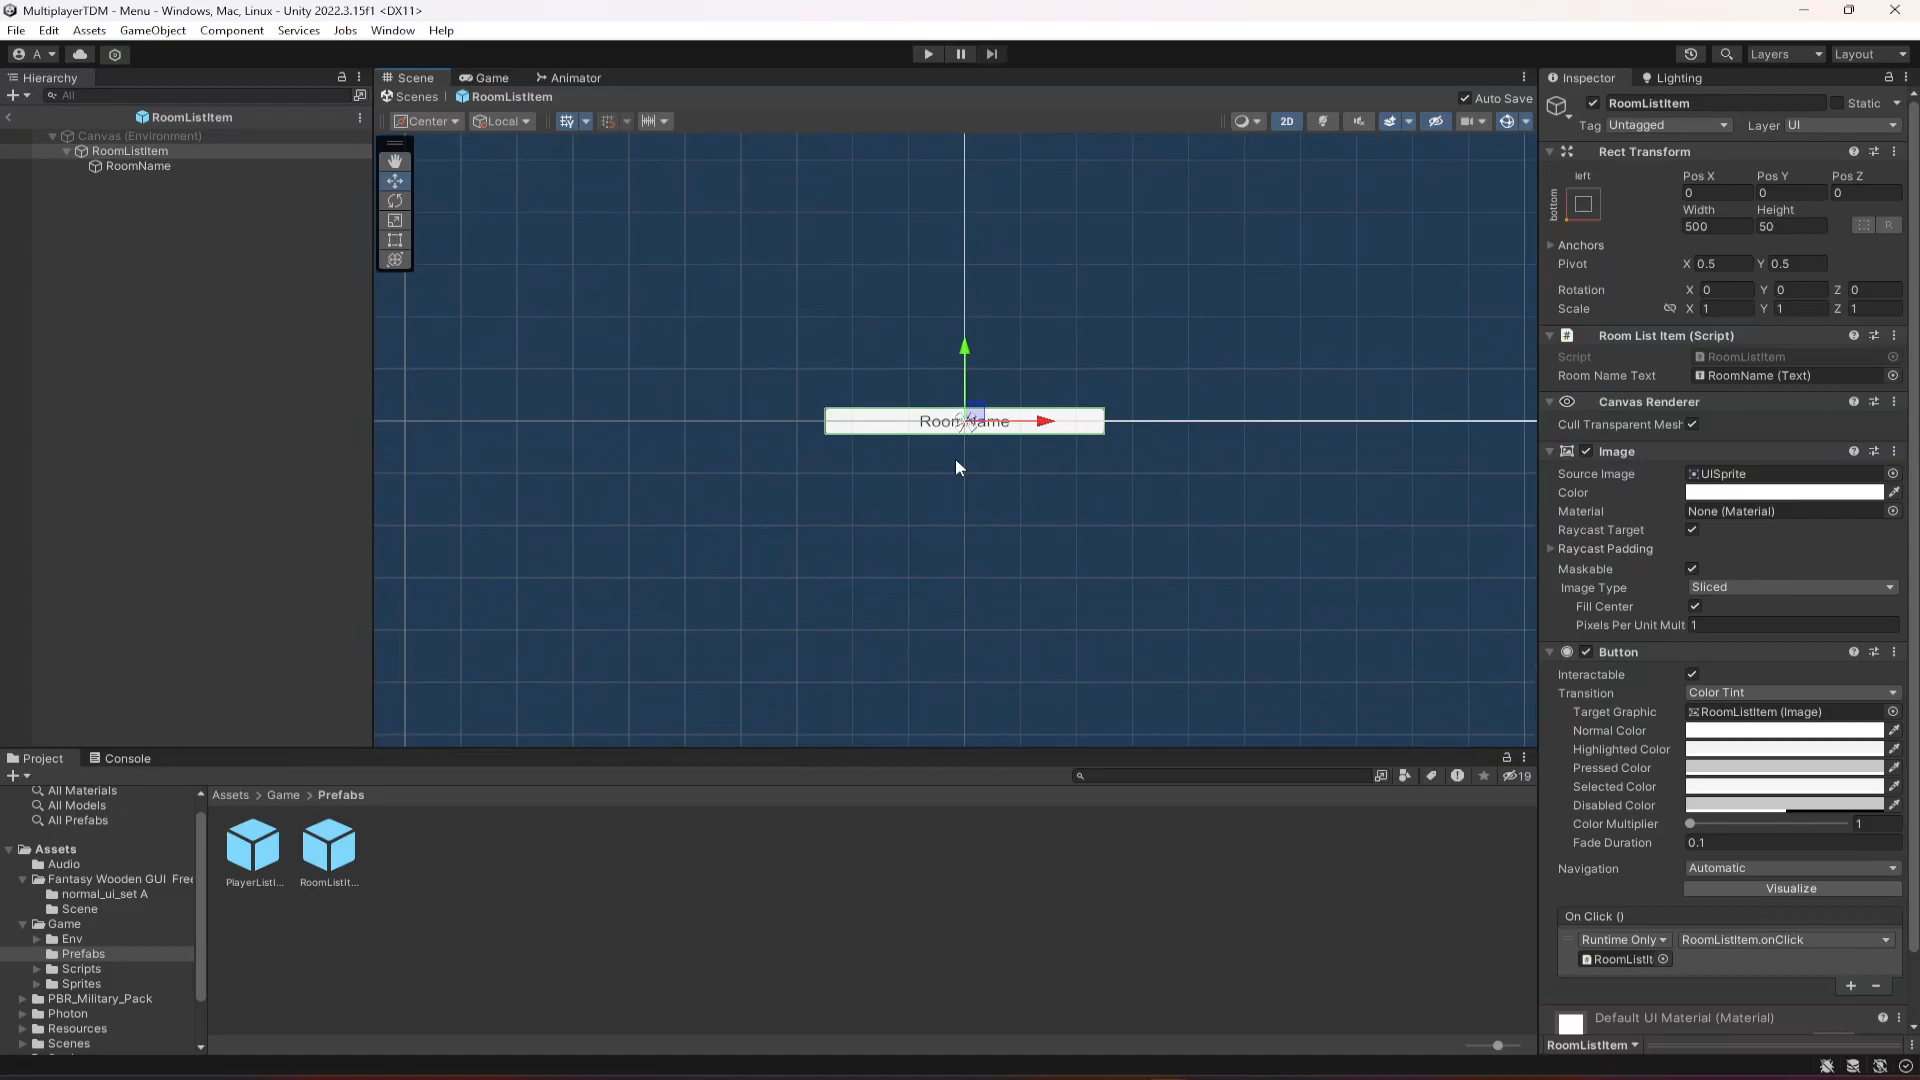 MultiplayerTDM - Menu - Windows, Mac, Linux - Unity 2022.3.15f1 <DX11>
File Edit Assets GameObject Component Services Jobs Window Help
A Layers Layout
Hierarchy
All
RoomListItem
Canvas (Environment)
RoomListItem
RoomName
Scene Game Animator
Scenes RoomListItem Auto Save
Center Local 2D
RoomName
Inspector Lighting
RoomListItem Static
Tag Untagged Layer UI
Rect Transform
left Pos X Pos Y Pos Z
bottom 0 0 0
Width Height
500 50 R
Anchors
Pivot X 0.5 Y 0.5
Rotation X 0 Y 0 Z 0
Scale X 1 Y 1 Z 1
# Room List Item (Script)
Script RoomListItem
Room Name Text RoomName (Text)
Canvas Renderer
Cull Transparent Mesh
Image
Source Image UISprite
Color
Material None (Material)
Raycast Target
Raycast Padding
Maskable
Image Type Sliced
Fill Center
Pixels Per Unit Mult 1
Button
Interactable
Transition Color Tint
Target Graphic RoomListItem (Image)
Normal Color
Highlighted Color
Pressed Color
Selected Color
Disabled Color
Color Multiplier 1
Fade Duration 0.1
Navigation Automatic
Visualize
On Click ()
Runtime Only RoomListItem.onClick
RoomListIt
+ −
Default UI Material (Material)
RoomListItem
Project Console
19
All Materials
All Models
All Prefabs
Assets
Audio
Fantasy Wooden GUI Free
normal_ui_set A
Scene
Game
Env
Prefabs
Scripts
Sprites
PBR_Military_Pack
Photon
Resources
Scenes
Assets > Game > Prefabs
PlayerListI... RoomListIt...